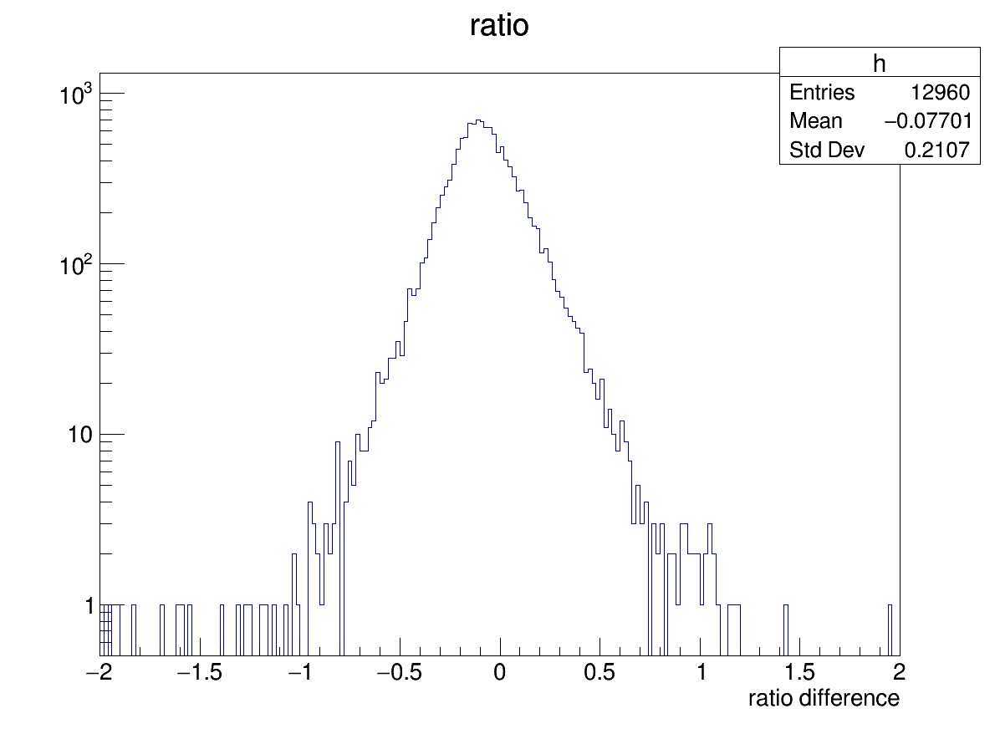 ratio
h
Entries 12960
Mean −0.07701
Std Dev 0.2107
10³
10²
10
1
−2 −1.5 −1 −0.5 0 0.5 1 1.5 2
ratio difference